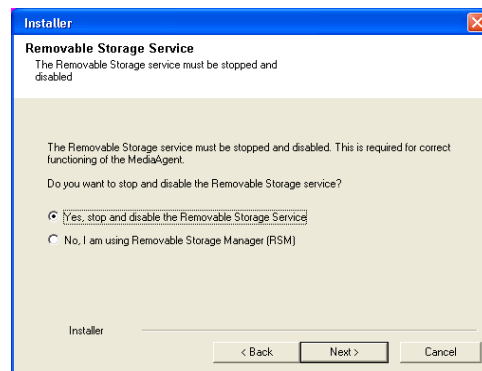 Installer
Removable Storage Service
The Removable Storage service must be stopped and
disabled
The Removable Storage service must be stopped and disabled. This is required for correct
functioning of the MediaAgent.
Do you want to stop and disable the Removable Storage service?
Yes, stop and disable the Removable Storage Service
No, I am using Removable Storage Manager (RSM)
Installer
< Back Next > Cancel